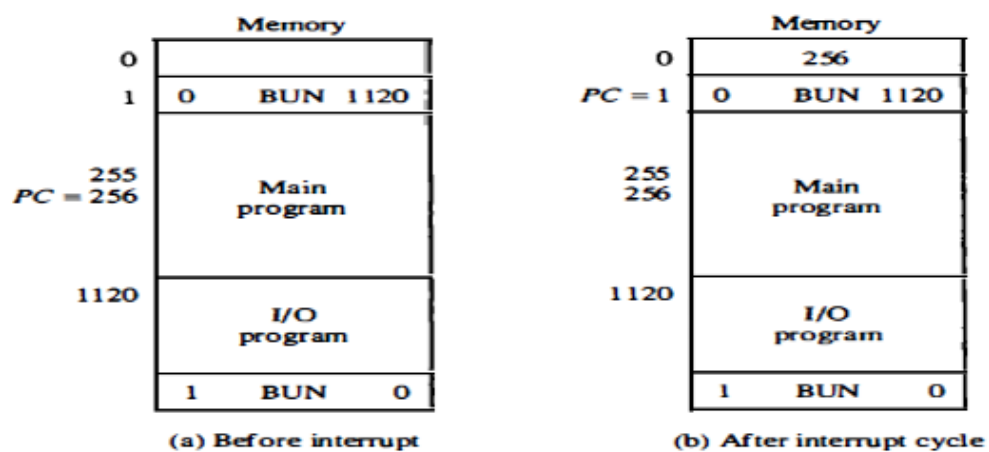 Memory
0
1 0 BUN 1120
255
PC = 256
Main
program
1120
I/O
program
1 BUN 0
(a) Before interrupt
Memory
0 256
PC = 1 0 BUN 1120
255
256
Main
program
1120
I/O
program
1 BUN 0
(b) After interrupt cycle